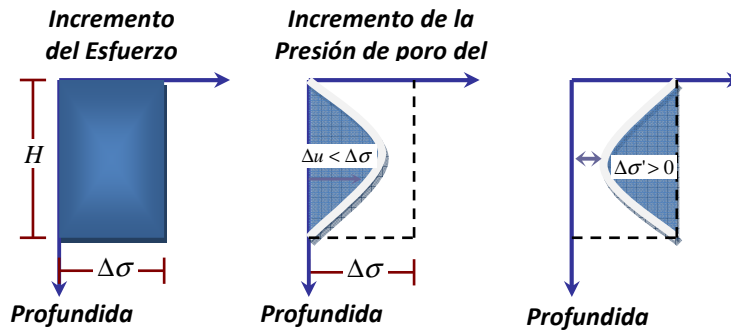 Incremento
del Esfuerzo
Incremento de la
Presión de poro del
H
Δu < Δσ
Δσ' > 0
Δσ
Δσ
Profundida
Profundida
Profundida